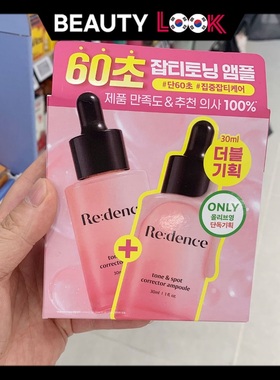 BEAUTY LOOK
60초 잡티토닝 앰플
#단60초 #집중잡티케어
제품 만족도 & 추천 의사 100%
30ml
더블
기획
ONLY
올리브영
단독기획
Re:dence
tone & spot
corrector ampoule
30ml / 1 fl.oz
+
Re:dence
corrector